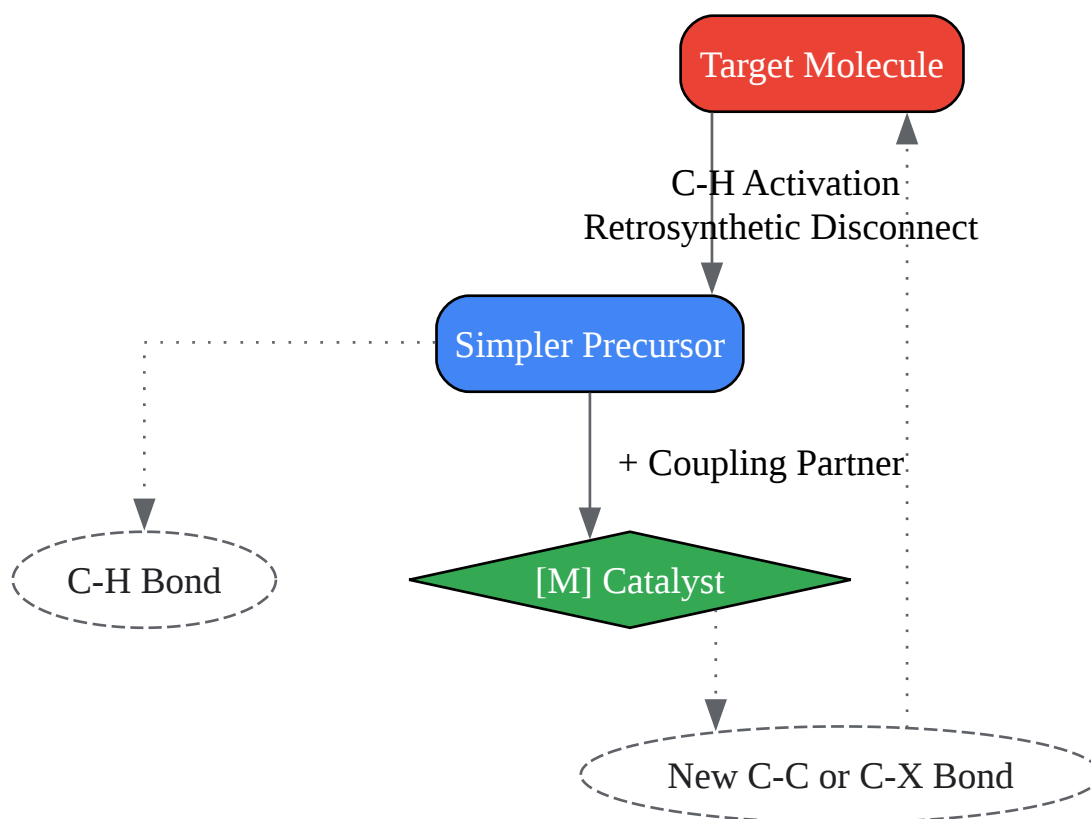 Target Molecule
C-H Activation
Retrosynthetic Disconnect
Simpler Precursor
+ Coupling Partner
C-H Bond
[M] Catalyst
New C-C or C-X Bond